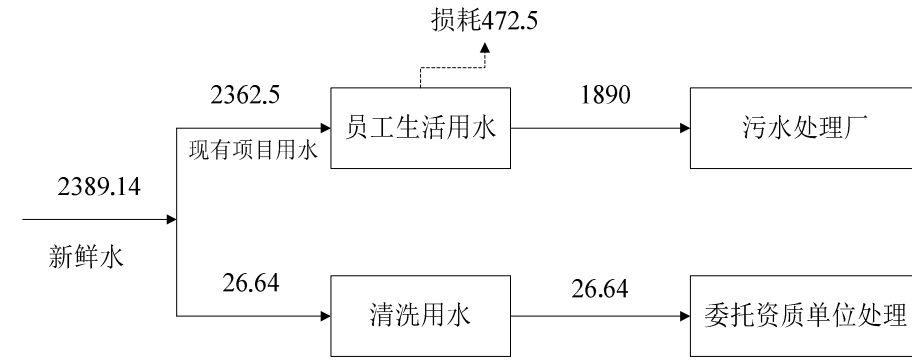 损耗472.5
2362.5
1890
员工生活用水
污水处理厂
现有项目用水
2389.14
新鲜水
26.64
26.64
清洗用水
委托资质单位处理